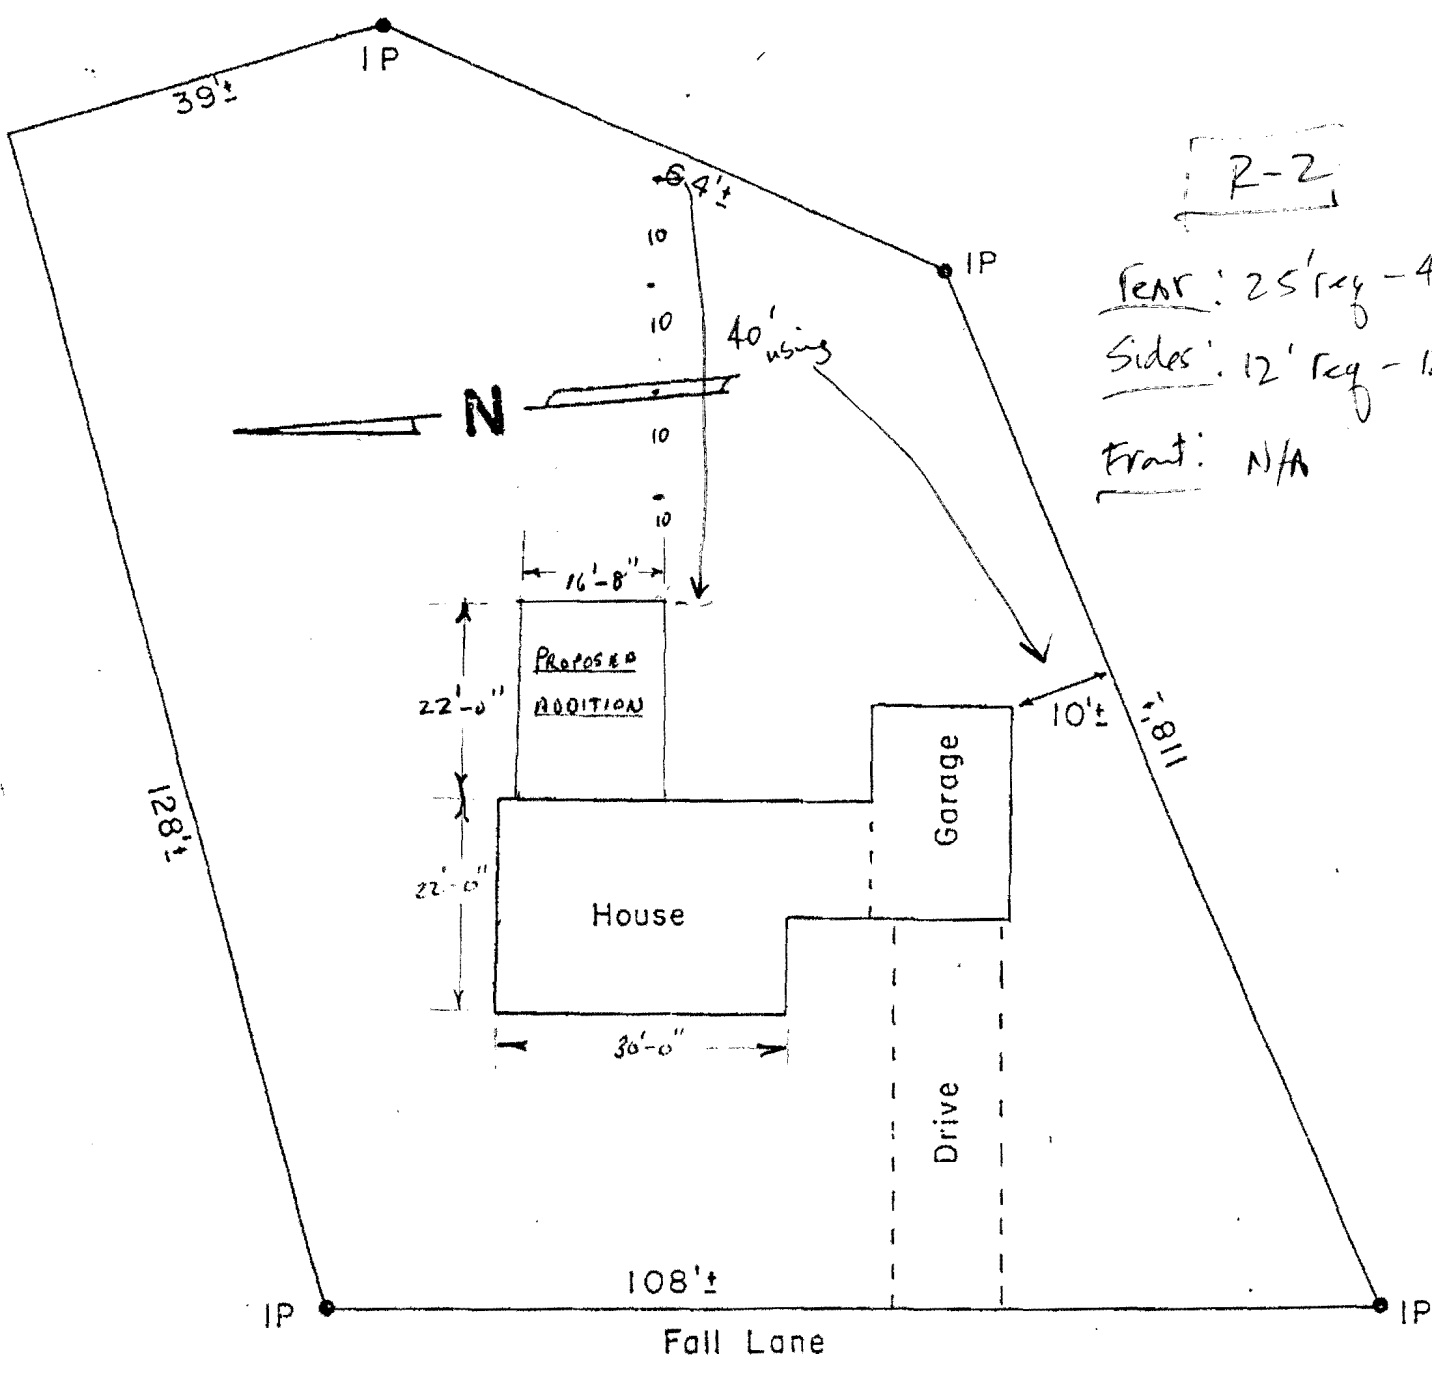 IP
39'±
64'±
R-2
IP
10
10
40'
using
Rear: 25' req - 4
Sides: 12' req - 1
N
10
Front: N/A
10
16'-8"
PROPOSED
ADDITION
22'-0"
10'±
118'±
Garage
128'±
22'-0"
House
30'-0"
Drive
108'±
IP
IP
Fall Lane